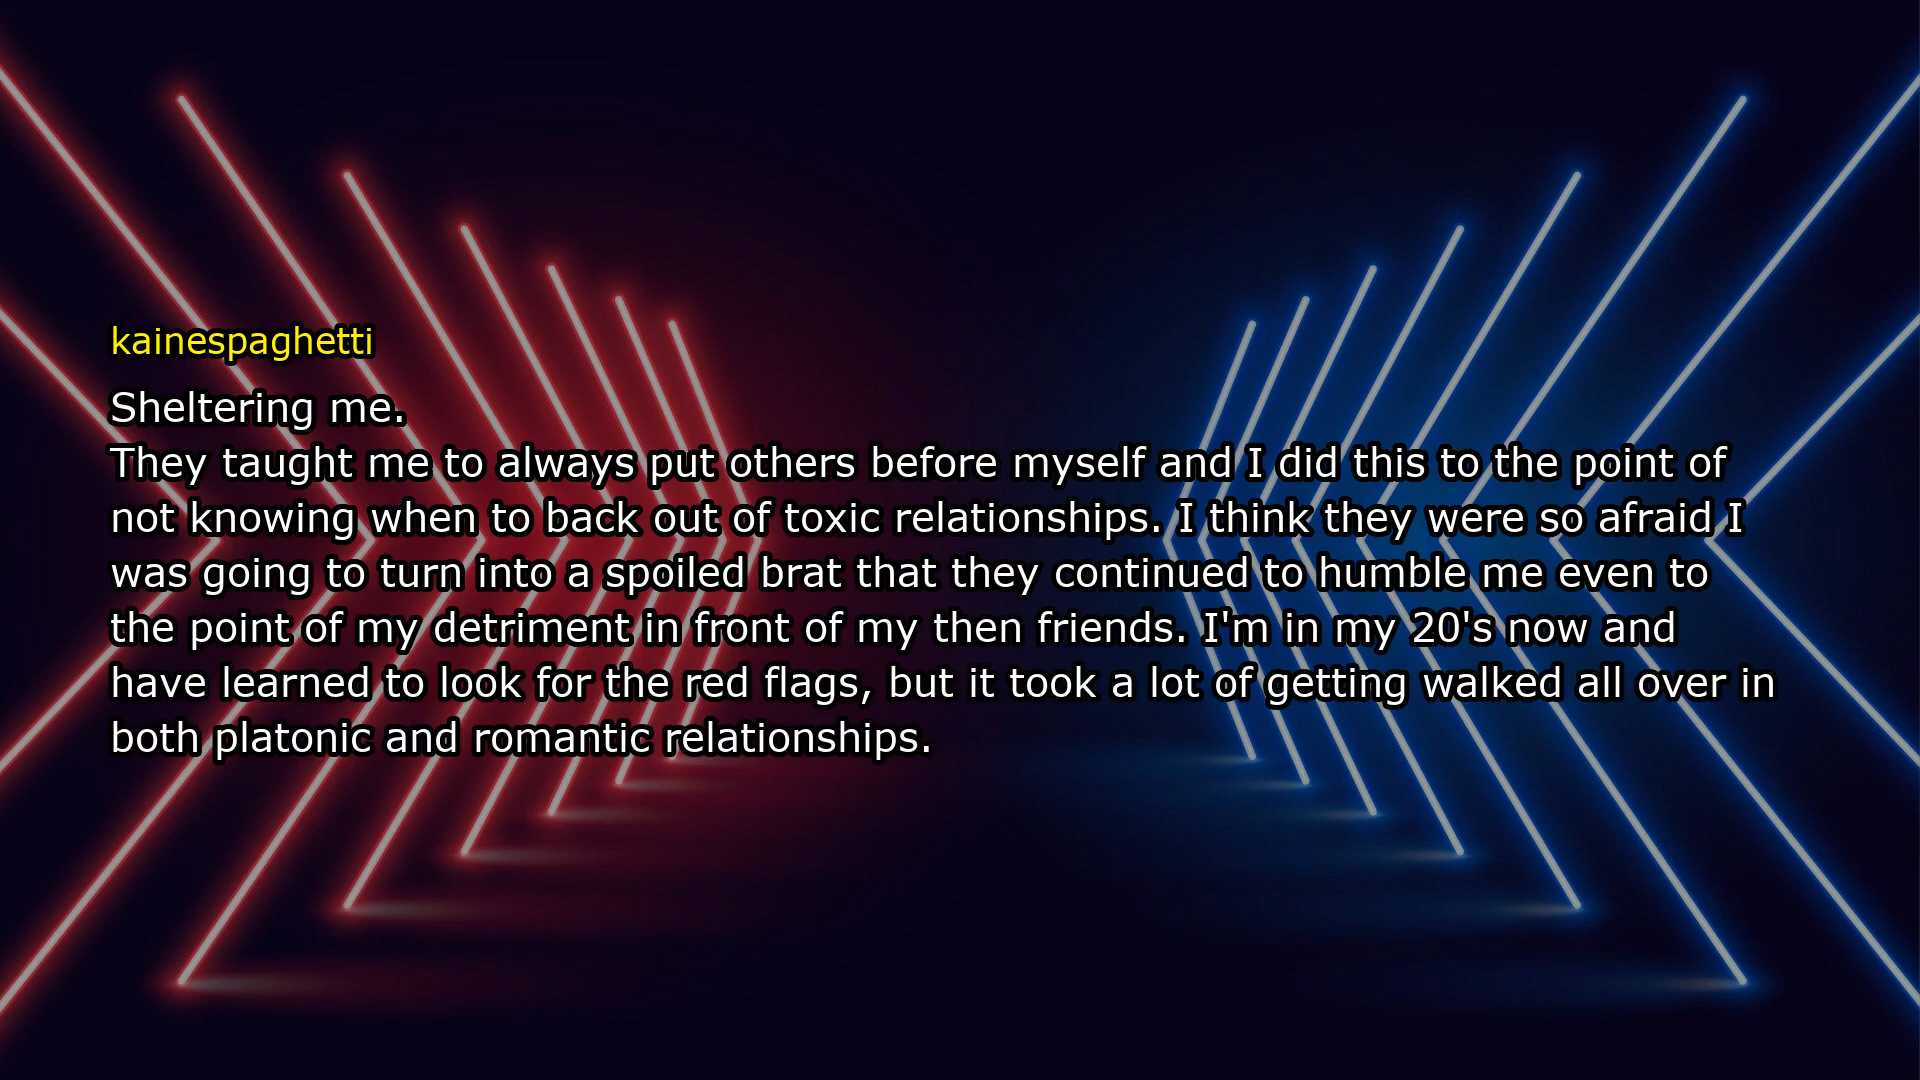 kainespaghetti
Sheltering me.
They taught me to always put others before myself and I did this to the point of
not knowing when to back out of toxic relationships. I think they were so afraid I
was going to turn into a spoiled brat that they continued to humble me even to
the point of my detriment in front of my then friends. I'm in my 20's now and
have learned to look for the red flags, but it took a lot of getting walked all over in
both platonic and romantic relationships.